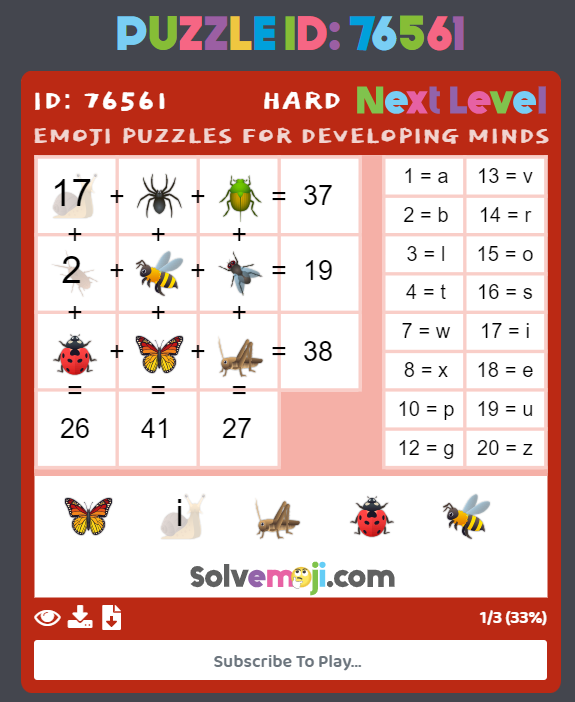 PUZZLE ID: 76561
ID: 76561 HARD Next Level
EMOJI PUZZLES FOR DEVELOPING MINDS
17 + + = 37
+ + +
2 + + = 19
+ + +
+ + = 38
= = =
26 41 27
1 = a 13 = v
2 = b 14 = r
3 = l 15 = o
4 = t 16 = s
7 = w 17 = i
8 = x 18 = e
10 = p 19 = u
12 = g 20 = z
i
Solvemoji.com
1/3 (33%)
Subscribe To Play...